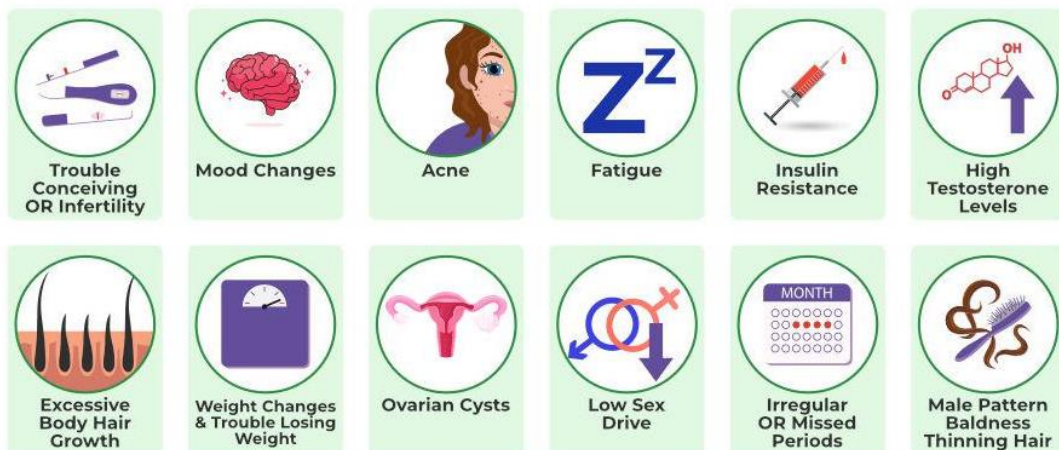 OH
O
Z Z
Trouble
Conceiving
OR Infertility
Mood Changes
Acne
Fatigue
Insulin
Resistance
High
Testosterone
Levels
MONTH
Excessive
Body Hair
Growth
Weight Changes
& Trouble Losing
Weight
Ovarian Cysts
Low Sex
Drive
Irregular
OR Missed
Periods
Male Pattern
Baldness
Thinning Hair